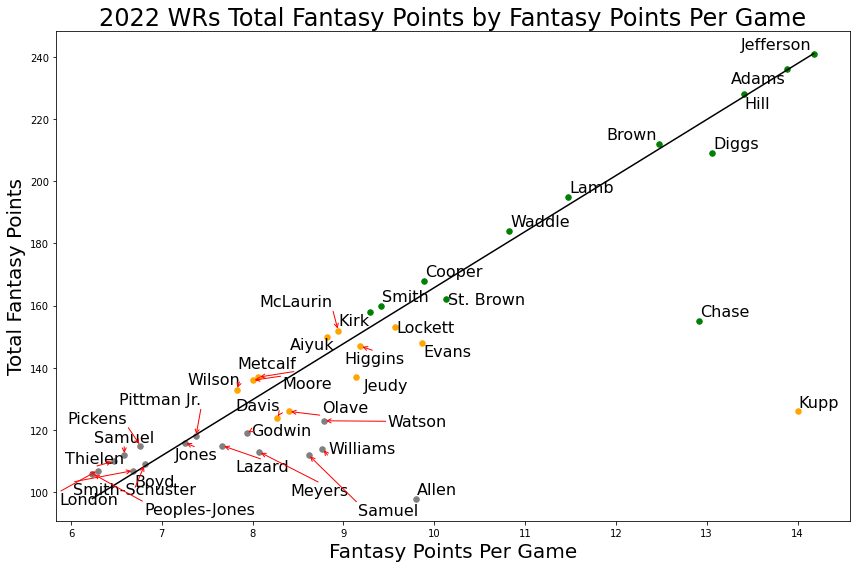 2022 WRs Total Fantasy Points by Fantasy Points Per Game
Total Fantasy Points
240
220
200
180
160
140
120
100
Jefferson
Adams
Hill
Brown
Diggs
Lamb
Waddle
Cooper
McLaurin
Smith
St. Brown
Chase
Kirk
Lockett
Aiyuk
Evans
Higgins
Metcalf
Wilson
Moore
Jeudy
Pittman Jr.
Davis
Olave
Kupp
Pickens
Watson
Godwin
Samuel
Jones
Williams
Thielen
Lazard
Boyd
Smith-Schuster
Meyers
Allen
London
Peoples-Jones
Samuel
6
7
8
9
10
11
12
13
14
Fantasy Points Per Game